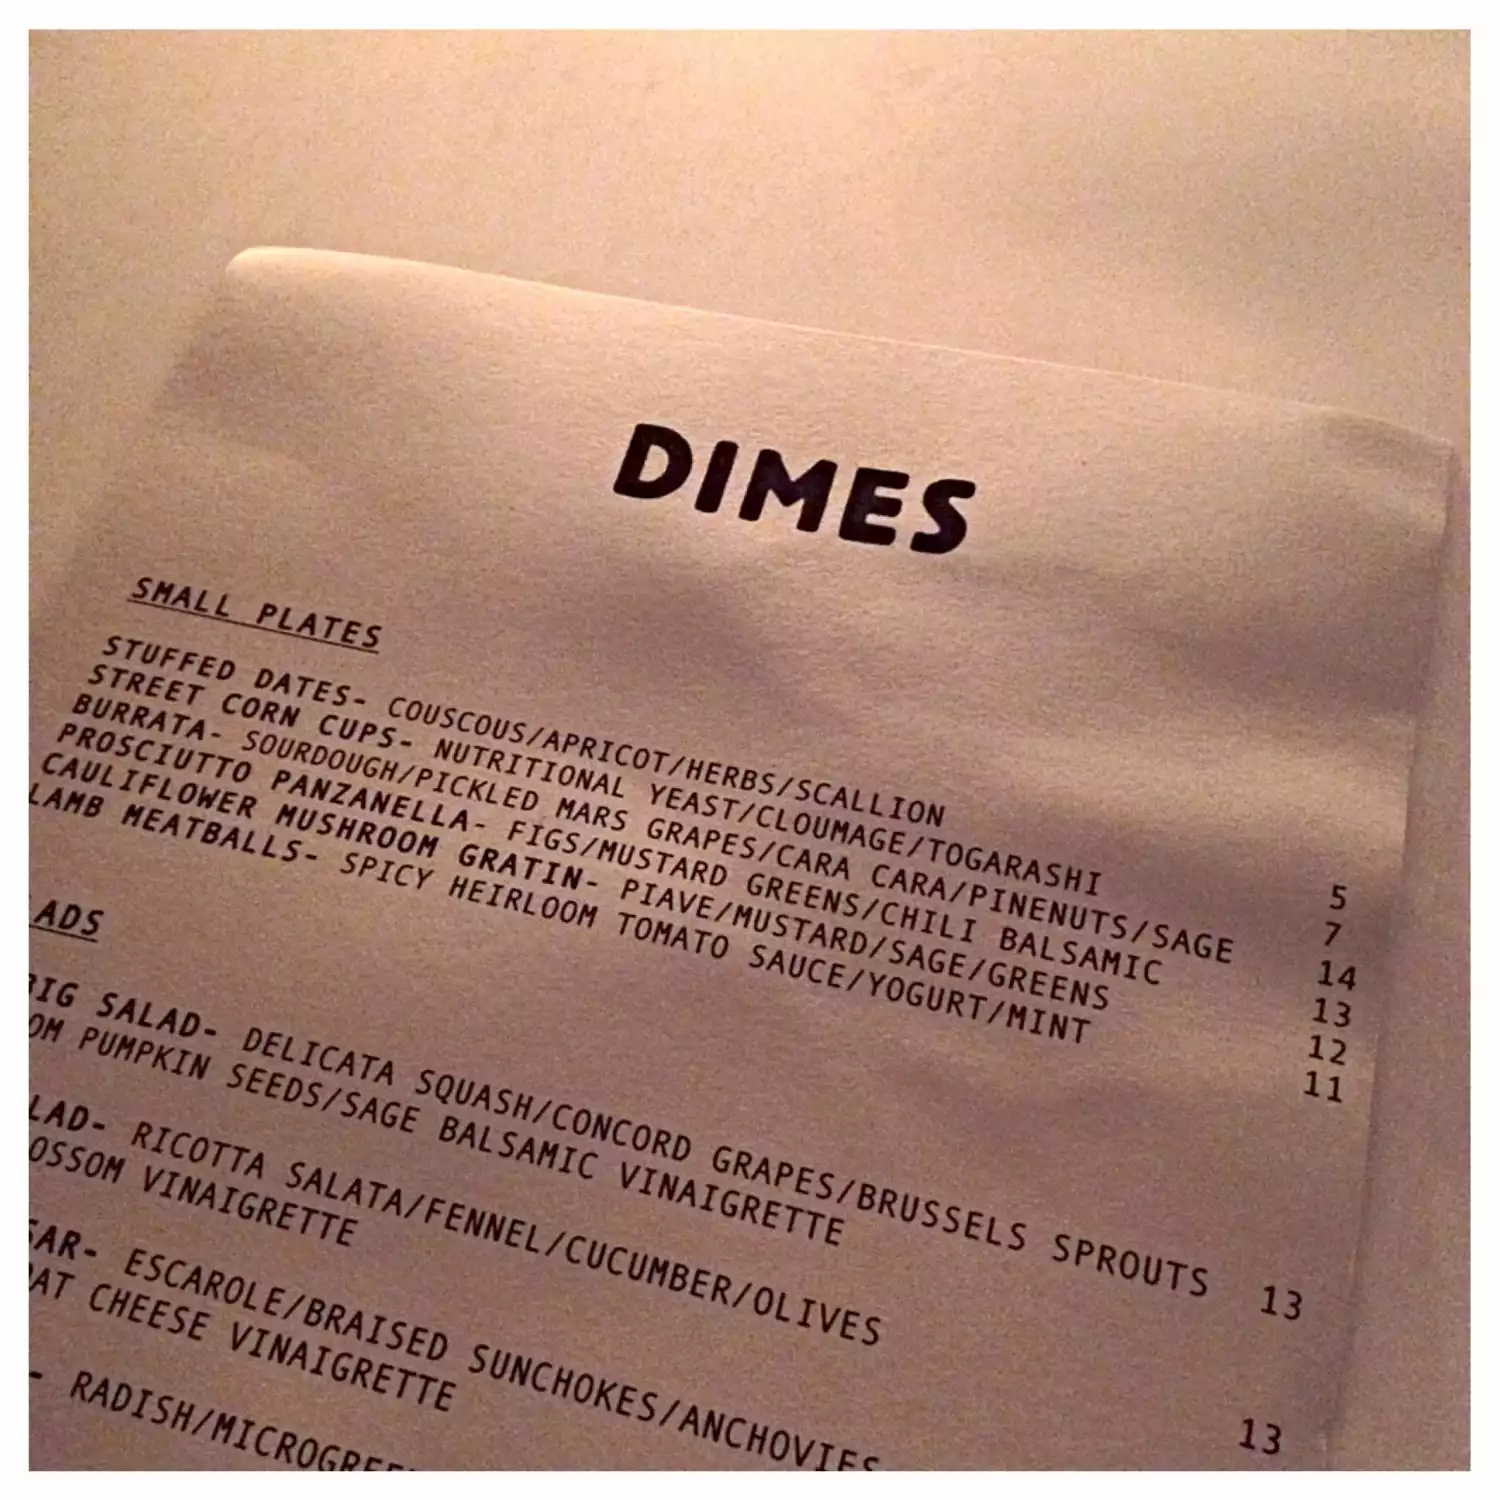 DIMES
SMALL PLATES
STUFFED DATES- COUSCOUS/APRICOT/HERBS/SCALLION 5
STREET CORN CUPS- NUTRITIONAL YEAST/CLOUMAGE/TOGARASHI 7
BURRATA- SOURDOUGH/PICKLED MARS GRAPES/CARA CARA/PINENUTS/SAGE 14
PROSCIUTTO PANZANELLA- FIGS/MUSTARD GREENS/CHILI BALSAMIC 13
CAULIFLOWER MUSHROOM GRATIN- PIAVE/MUSTARD/SAGE/GREENS 12
LAMB MEATBALLS- SPICY HEIRLOOM TOMATO SAUCE/YOGURT/MINT 11
ADS
BIG SALAD- DELICATA SQUASH/CONCORD GRAPES/BRUSSELS SPROUTS 13
OM PUMPKIN SEEDS/SAGE BALSAMIC VINAIGRETTE
LAD- RICOTTA SALATA/FENNEL/CUCUMBER/OLIVES 13
OSSOM VINAIGRETTE
SAR- ESCAROLE/BRAISED SUNCHOKES/ANCHOVIES
OAT CHEESE VINAIGRETTE
- RADISH/MICROGREE